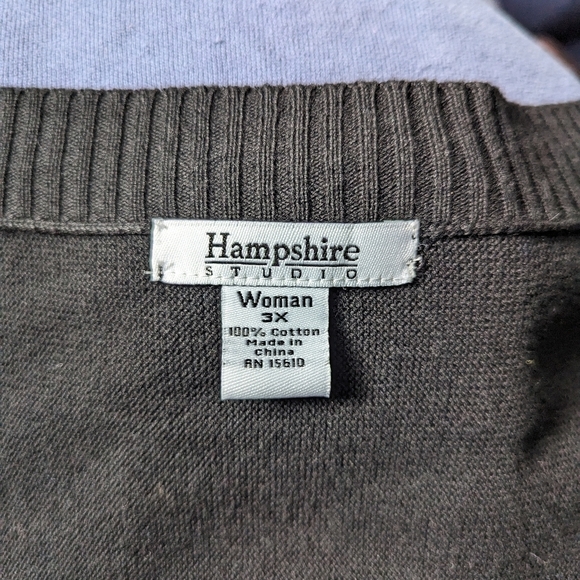 Hampshire
STUDIO
Woman
3X
100% Cotton
Made in
China
RN 15610